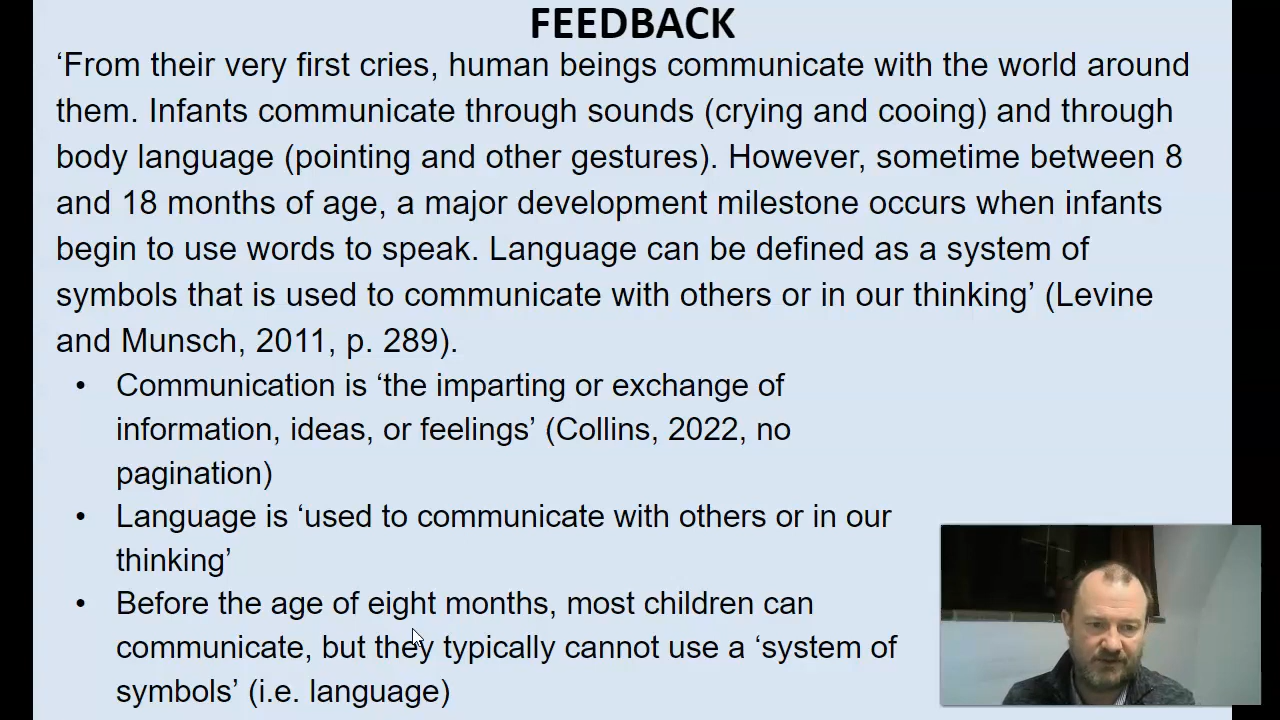 FEEDBACK
‘From their very first cries, human beings communicate with the world around
them. Infants communicate through sounds (crying and cooing) and through
body language (pointing and other gestures). However, sometime between 8
and 18 months of age, a major development milestone occurs when infants
begin to use words to speak. Language can be defined as a system of
symbols that is used to communicate with others or in our thinking’ (Levine
and Munsch, 2011, p. 289).
• Communication is ‘the imparting or exchange of
information, ideas, or feelings’ (Collins, 2022, no
pagination)
• Language is ‘used to communicate with others or in our
thinking’
• Before the age of eight months, most children can
communicate, but they typically cannot use a ‘system of
symbols’ (i.e. language)